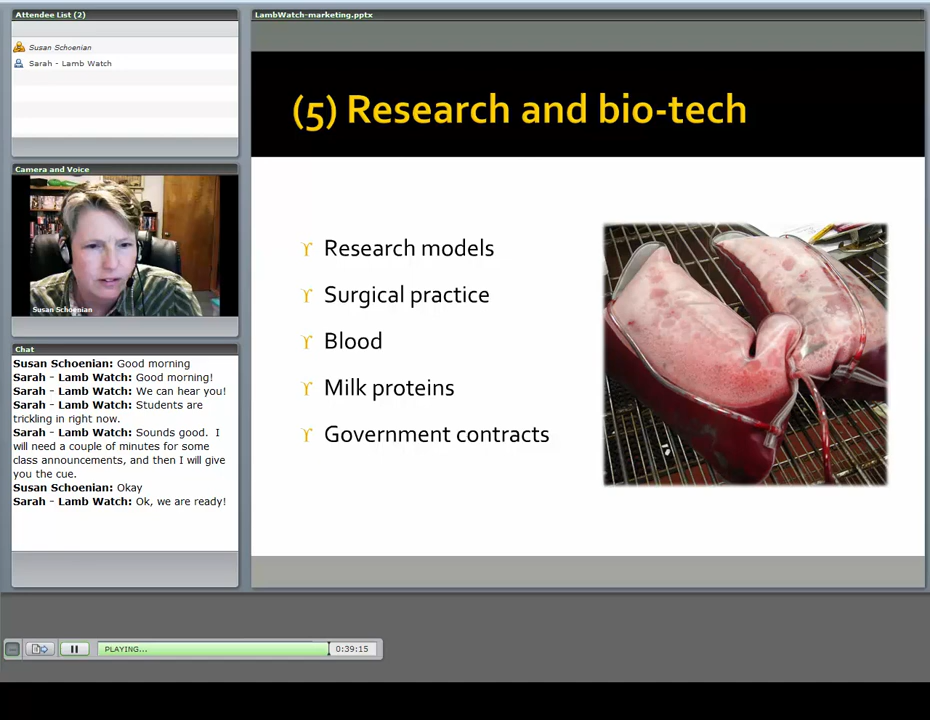 Attendee List (2)
Susan Schoenian
Sarah - Lamb Watch
Camera and Voice
Susan Schoenian
Chat
Susan Schoenian: Good morning
Sarah - Lamb Watch: Good morning!
Sarah - Lamb Watch: We can hear you!
Sarah - Lamb Watch: Students are
trickling in right now.
Sarah - Lamb Watch: Sounds good. I
will need a couple of minutes for some
class announcements, and then I will give
you the cue.
Susan Schoenian: Okay
Sarah - Lamb Watch: Ok, we are ready!
LambWatch-marketing.pptx
(5) Research and bio-tech
Research models
Surgical practice
Blood
Milk proteins
Government contracts
PLAYING...
0:39:15